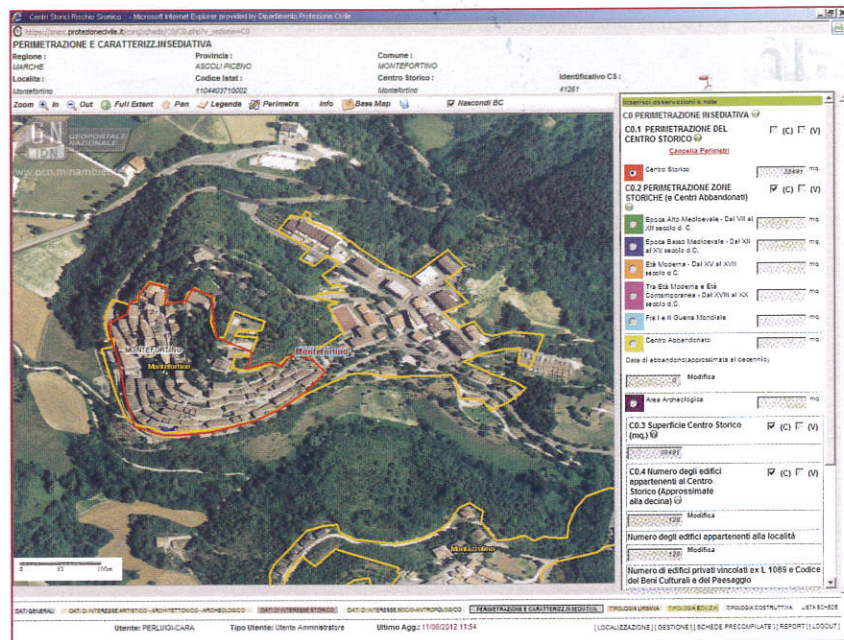 Centri Storici Rischio Sismico - Microsoft Internet Explorer provided by Dipartimento Protezione Civile
PERIMETRAZIONE E CARATTERIZZ.INSEDIATIVA
Regione : Provincia : Comune :
MARCHE ASCOLI PICENO MONTEFORTINO
Localita : Codice Istat : Centro Storico : Identificativo CS :
Montefortino 1104403710002 Montefortino 41261
Zoom In Out Full Extent Pan Legenda Perimetra Info Base Map Nascondi BC
GEOPORTALE
NAZIONALE
www.pcn.minambiente
MONTEFORTINO
Montefortino
Montefortino
Montazzolino
0 50 100m
Inserisci osservazioni e note
C0 PERIMETRAZIONE INSEDIATIVA
C0.1 PERIMETRAZIONE DEL CENTRO STORICO (C) (V)
Cancella Perimetri
Centro Storico 38491 mq.
C0.2 PERIMETRAZIONE ZONE STORICHE (e Centri Abbandonati) (C) (V)
Epoca Alto Medioevale - Dal VII al XII secolo d. C. mq
Epoca Basso Medioevale - Dal XII al XV secolo d. C. mq
Età Moderna - Dal XV al XVIII secolo d. C. mq
Tra Età Moderna e Età Contemporanea - Dal XVIII al XX secolo d. C. mq
Fra I e II Guerra Mondiale mq
Centro Abbandonato mq
Data di abbandono(approssimata al decennio)
0 Modifica
Area Archeologica mq
C0.3 Superficie Centro Storico (mq.) (C) (V)
38491
C0.4 Numero degli edifici appartenenti al Centro Storico (Approssimate alla decina) (C) (V)
120 Modifica
Numero degli edifici appartenenti alla località
120 Modifica
Numero di edifici privati vincolati ex L 1089 e Codice dei Beni Culturali e del Paesaggio
DATI GENERALI DATI DI INTERESSE ARTISTICO - ARCHITETTONICO - ARCHEOLOGICO DATI DI INTERESSE STORICO DATI DI INTERESSE SOCIO-ANTROPOLOGICO PERIMETRAZIONE E CARATTERIZZ.INSEDIATIVA TIPOLOGIA URBANA TIPOLOGIA EDILIZIA TIPOLOGIA COSTRUTTIVA LISTA SCHEDE
Utente: PERLUIGI-CARA Tipo Utente: Utente Amministratore Ultimo Agg.: 11/06/2012 11:54 [LOCALIZZAZIONE] [GESTIONE] [SCHEDE PRECOMPILATE] [REPORT] [LOGOUT]